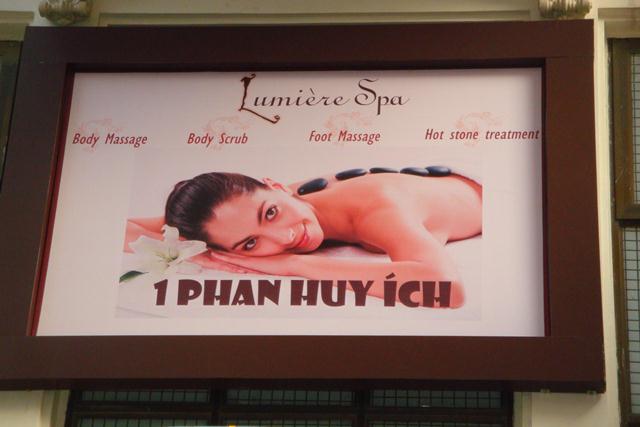 Lumière Spa
Body Massage Body Scrub Foot Massage Hot stone treatment
1 PHAN HUY ÍCH